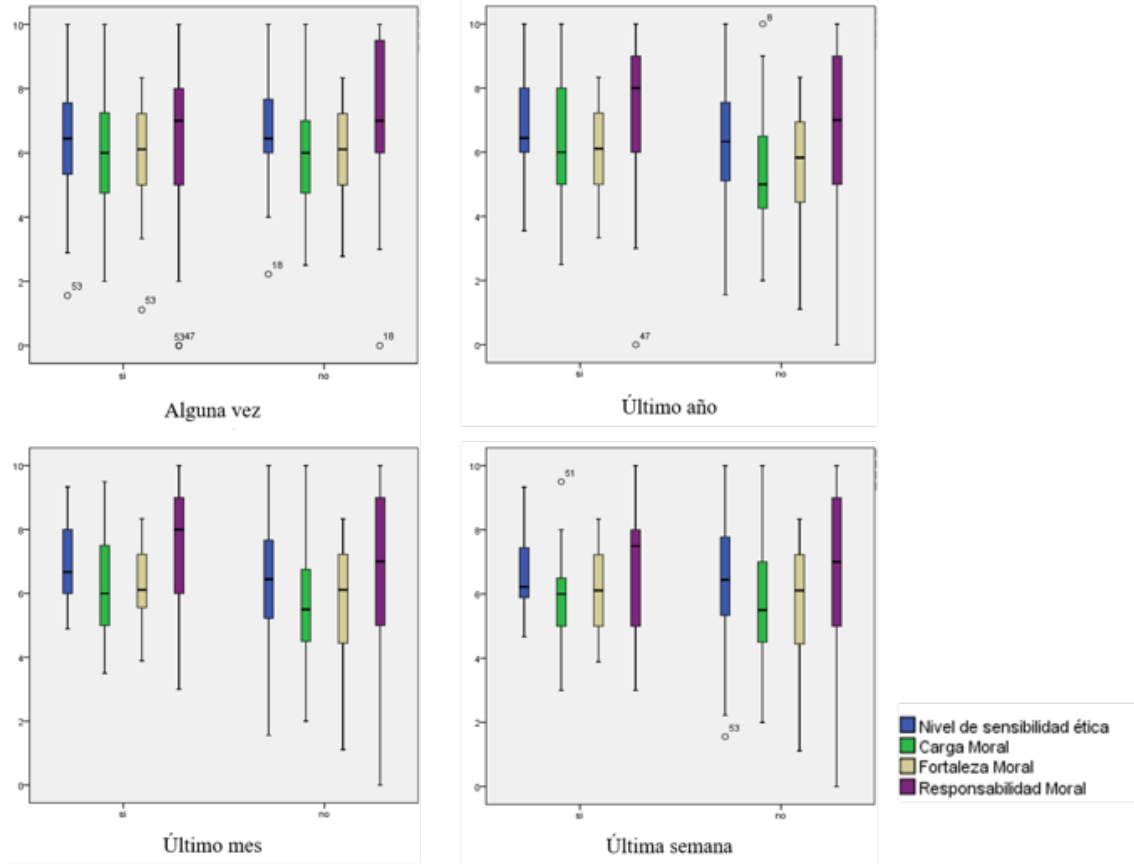 10
8
6
4
2
0
53
53
5347
18
18
si
no
Alguna vez
10
8
6
4
2
0
8
47
si
no
Último año
10
8
6
4
2
0
si
no
Último mes
10
8
6
4
2
0
51
53
si
no
Última semana
Nivel de sensibilidad ética
Carga Moral
Fortaleza Moral
Responsabilidad Moral